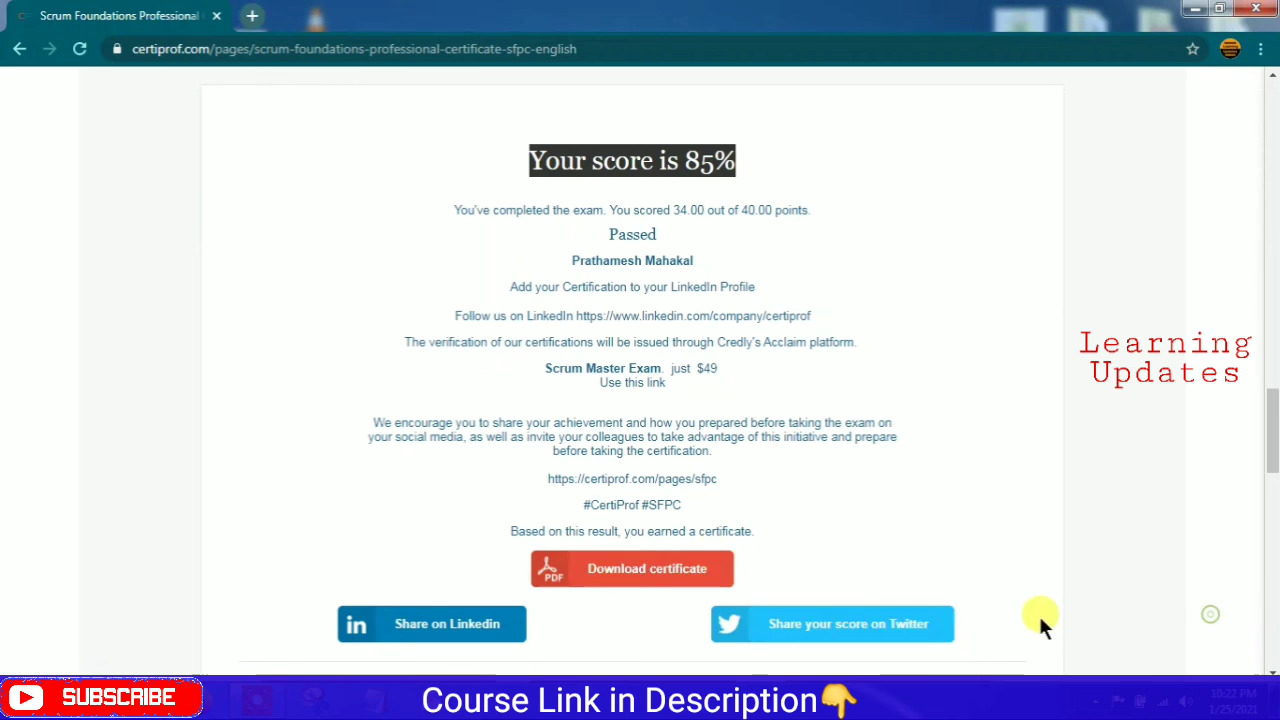 Scrum Foundations Professional
certiprof.com/pages/scrum-foundations-professional-certificate-sfpc-english
Your score is 85%
You've completed the exam. You scored 34.00 out of 40.00 points.
Passed
Prathamesh Mahakal
Add your Certification to your LinkedIn Profile
Follow us on LinkedIn https://www.linkedin.com/company/certiprof
The verification of our certifications will be issued through Credly's Acclaim platform.
Scrum Master Exam. just $49
Use this link
We encourage you to share your achievement and how you prepared before taking the exam on
your social media, as well as invite your colleagues to take advantage of this initiative and prepare
before taking the certification.
https://certiprof.com/pages/sfpc
#CertiProf #SFPC
Based on this result, you earned a certificate.
PDF Download certificate
in Share on Linkedin
Share your score on Twitter
Learning
Updates
SUBSCRIBE
Course Link in Description👇
10:22 PM
1/25/2021